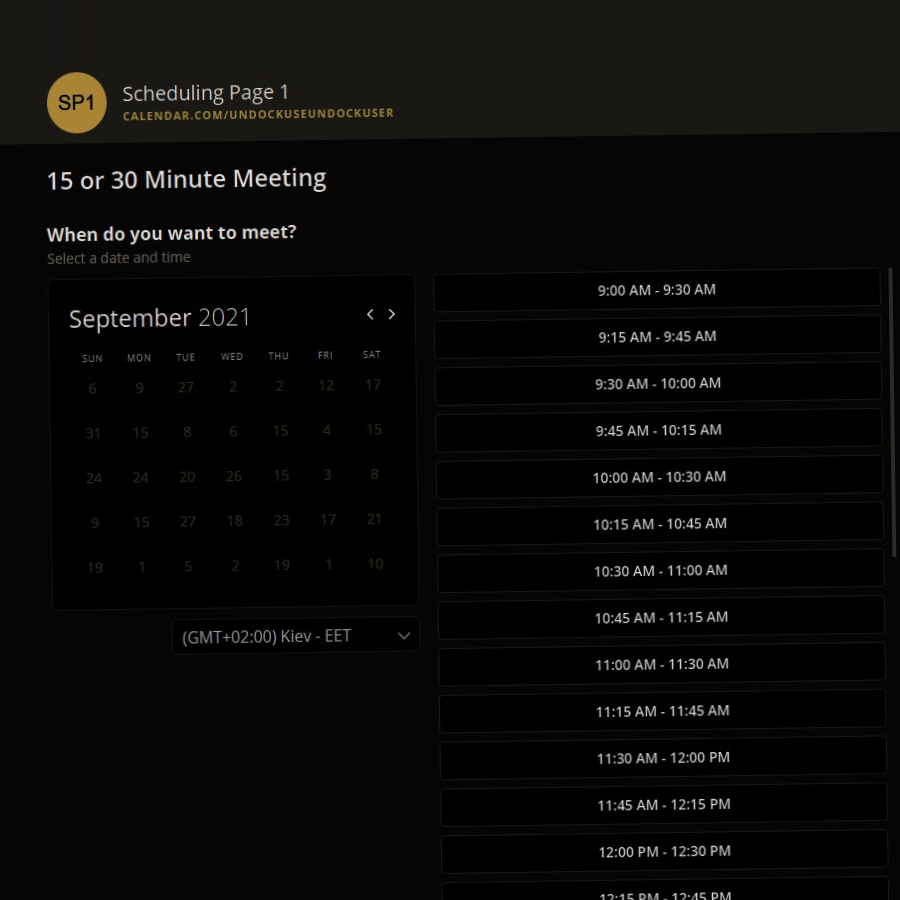 SP1
Scheduling Page 1
CALENDAR.COM/UNDOCKUSEUNDOCKUSER
15 or 30 Minute Meeting
When do you want to meet?
Select a date and time
September 2021
SUN MON TUE WED THU FRI SAT
6 9 27 2 2 12 17
31 15 8 6 15 4 15
24 24 20 26 15 3 8
9 15 27 18 23 17 21
19 1 5 2 19 1 10
(GMT+02:00) Kiev - EET
9:00 AM - 9:30 AM
9:15 AM - 9:45 AM
9:30 AM - 10:00 AM
9:45 AM - 10:15 AM
10:00 AM - 10:30 AM
10:15 AM - 10:45 AM
10:30 AM - 11:00 AM
10:45 AM - 11:15 AM
11:00 AM - 11:30 AM
11:15 AM - 11:45 AM
11:30 AM - 12:00 PM
11:45 AM - 12:15 PM
12:00 PM - 12:30 PM
12:15 PM - 12:45 PM